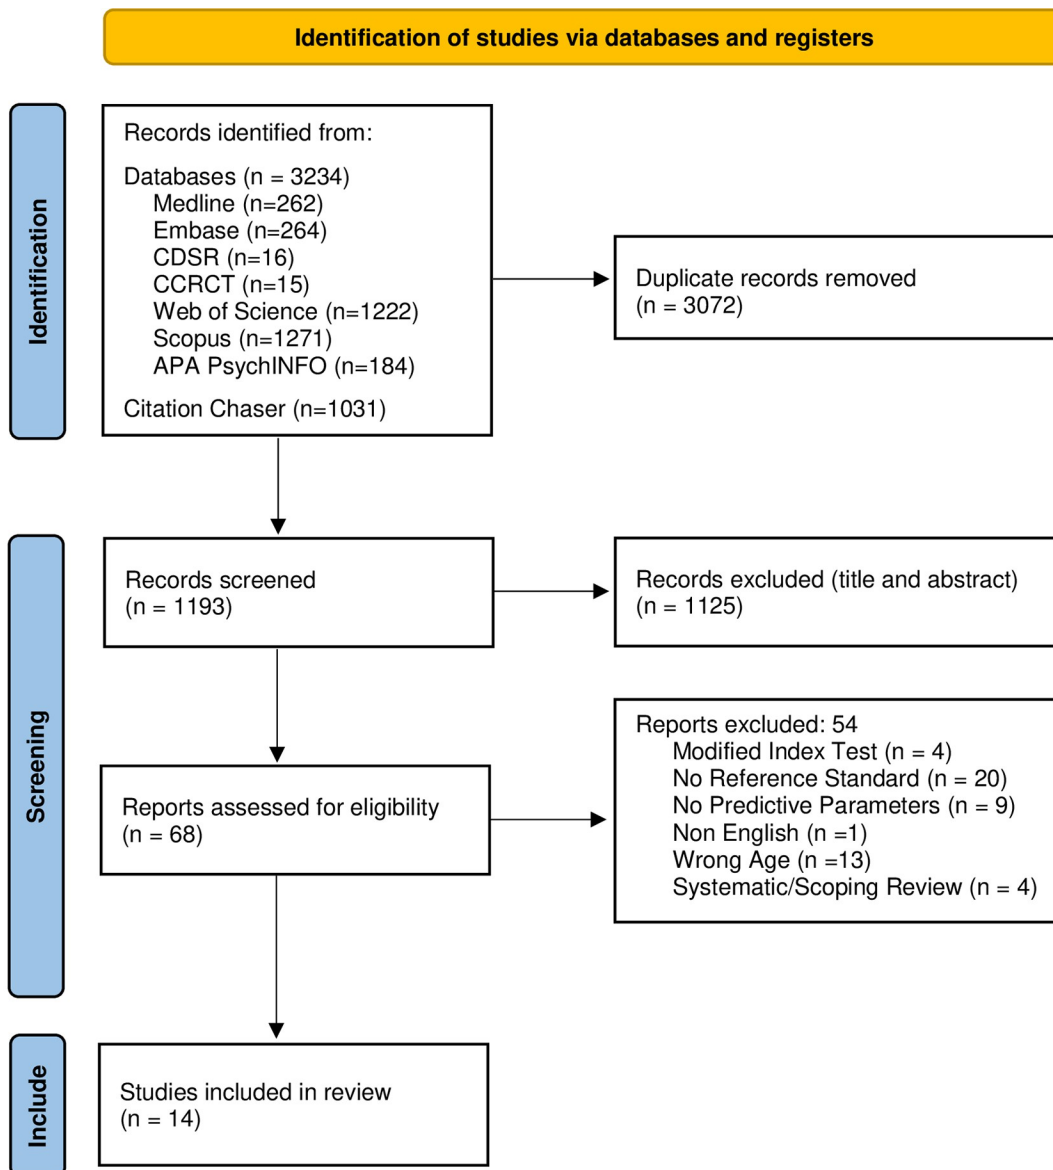 Identification of studies via databases and registers
Identification
Records identified from:
Databases (n = 3234)
Medline (n=262)
Embase (n=264)
CDSR (n=16)
CCRCT (n=15)
Web of Science (n=1222)
Scopus (n=1271)
APA PsychINFO (n=184)
Citation Chaser (n=1031)
Duplicate records removed
(n = 3072)
Screening
Records screened
(n = 1193)
Records excluded (title and abstract)
(n = 1125)
Reports assessed for eligibility
(n = 68)
Reports excluded: 54
Modified Index Test (n = 4)
No Reference Standard (n = 20)
No Predictive Parameters (n = 9)
Non English (n =1)
Wrong Age (n =13)
Systematic/Scoping Review (n = 4)
Include
Studies included in review
(n = 14)